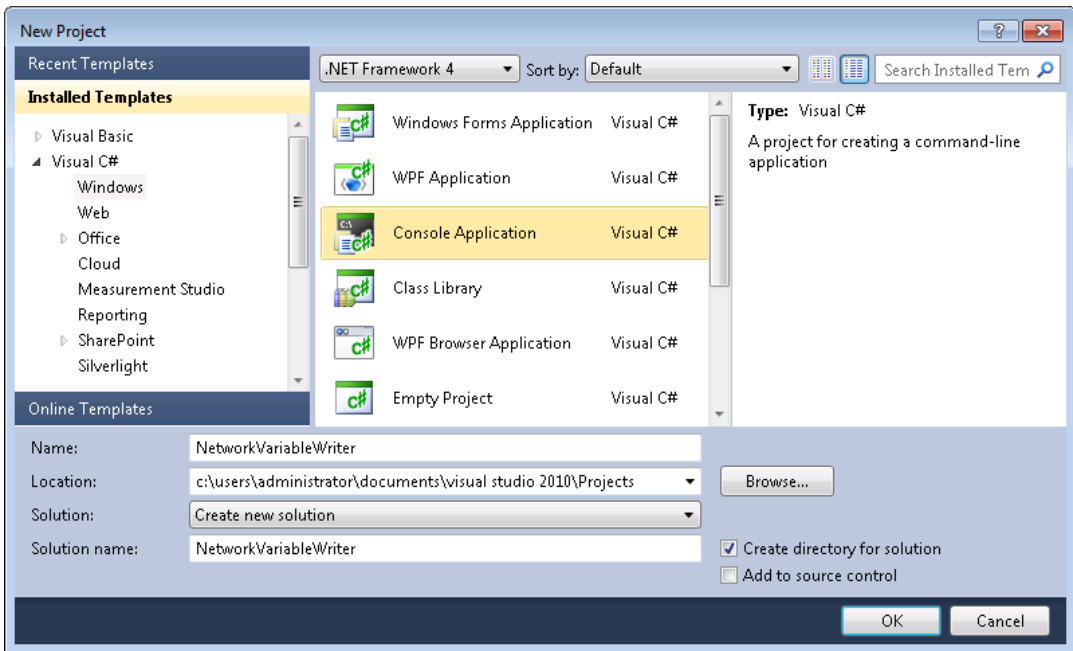 New Project
Recent Templates
Installed Templates
Visual Basic
Visual C#
Windows
Web
Office
Cloud
Measurement Studio
Reporting
SharePoint
Silverlight
Online Templates
.NET Framework 4 Sort by: Default Search Installed Tem
Windows Forms Application Visual C#
WPF Application Visual C#
Console Application Visual C#
Class Library Visual C#
WPF Browser Application Visual C#
Empty Project Visual C#
Type: Visual C#
A project for creating a command-line
application
Name: NetworkVariableWriter
Location: c:\users\administrator\documents\visual studio 2010\Projects Browse...
Solution: Create new solution
Solution name: NetworkVariableWriter Create directory for solution
Add to source control
OK Cancel